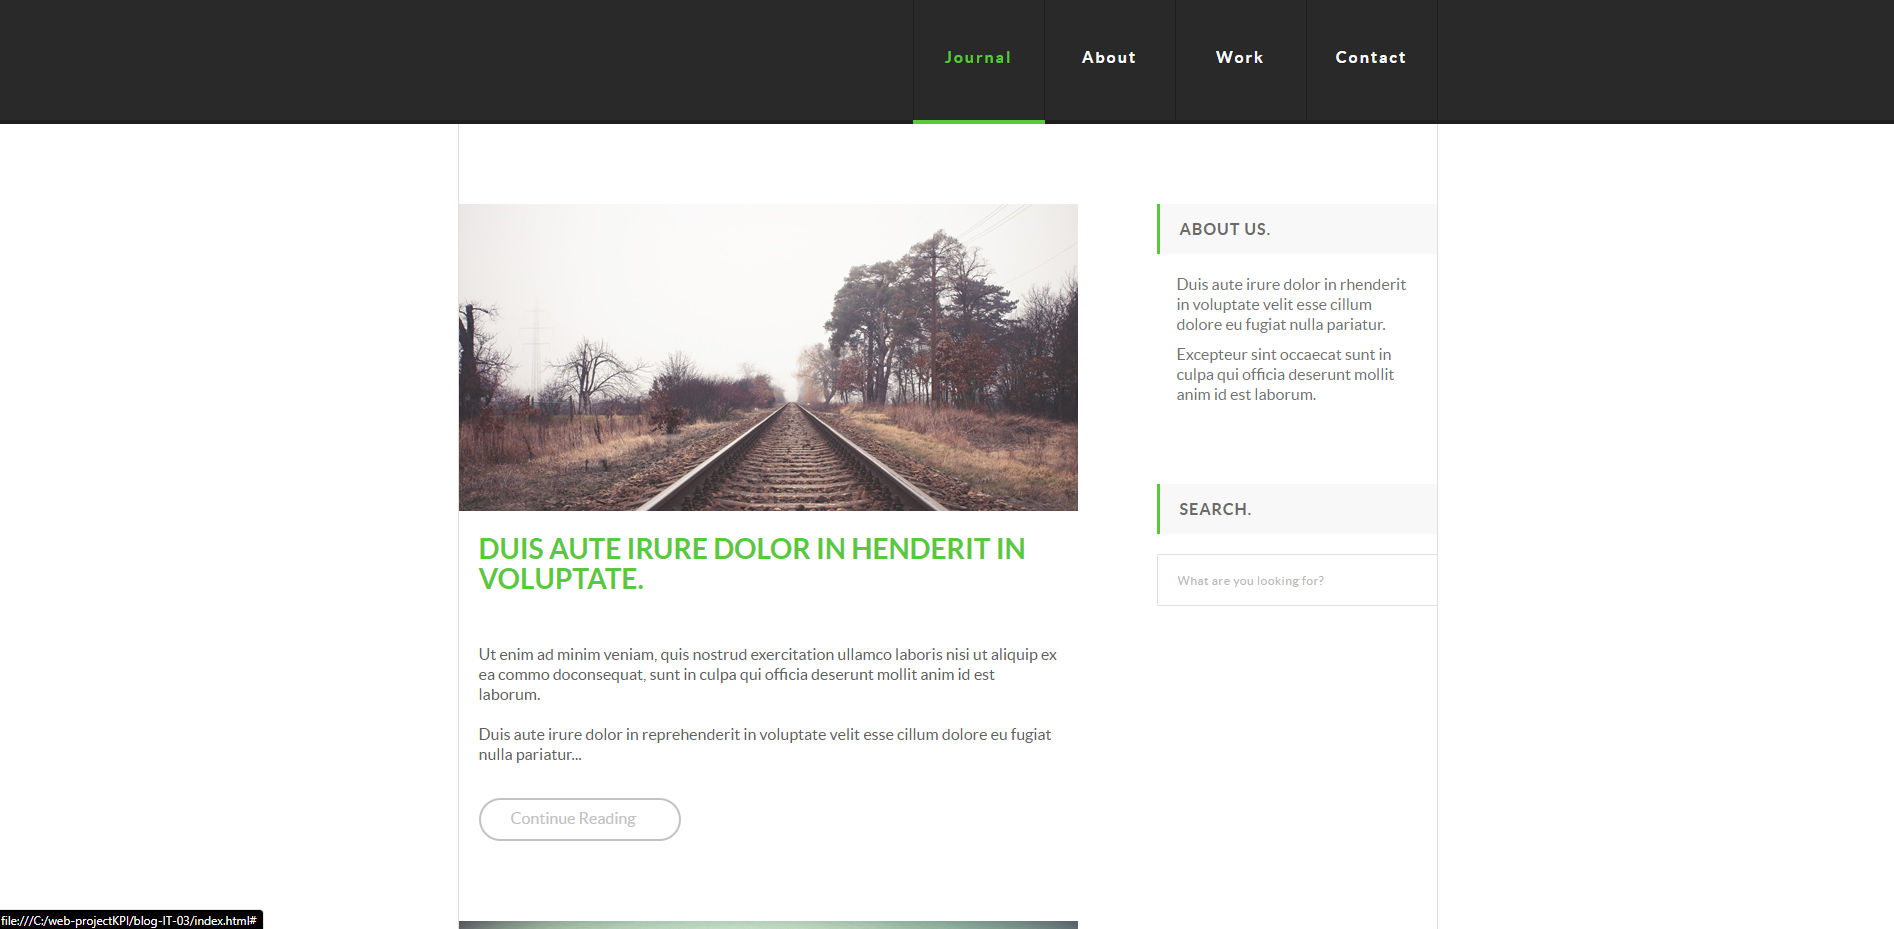 Journal
About
Work
Contact
DUIS AUTE IRURE DOLOR IN HENDERIT IN
VOLUPTATE.
Ut enim ad minim veniam, quis nostrud exercitation ullamco laboris nisi ut aliquip ex
ea commo doconsequat, sunt in culpa qui officia deserunt mollit anim id est
laborum.
Duis aute irure dolor in reprehenderit in voluptate velit esse cillum dolore eu fugiat
nulla pariatur...
Continue Reading
ABOUT US.
Duis aute irure dolor in rhenderit
in voluptate velit esse cillum
dolore eu fugiat nulla pariatur.
Excepteur sint occaecat sunt in
culpa qui officia deserunt mollit
anim id est laborum.
SEARCH.
What are you looking for?
file:///C:/web-projectKPI/blog-IT-03/index.html#